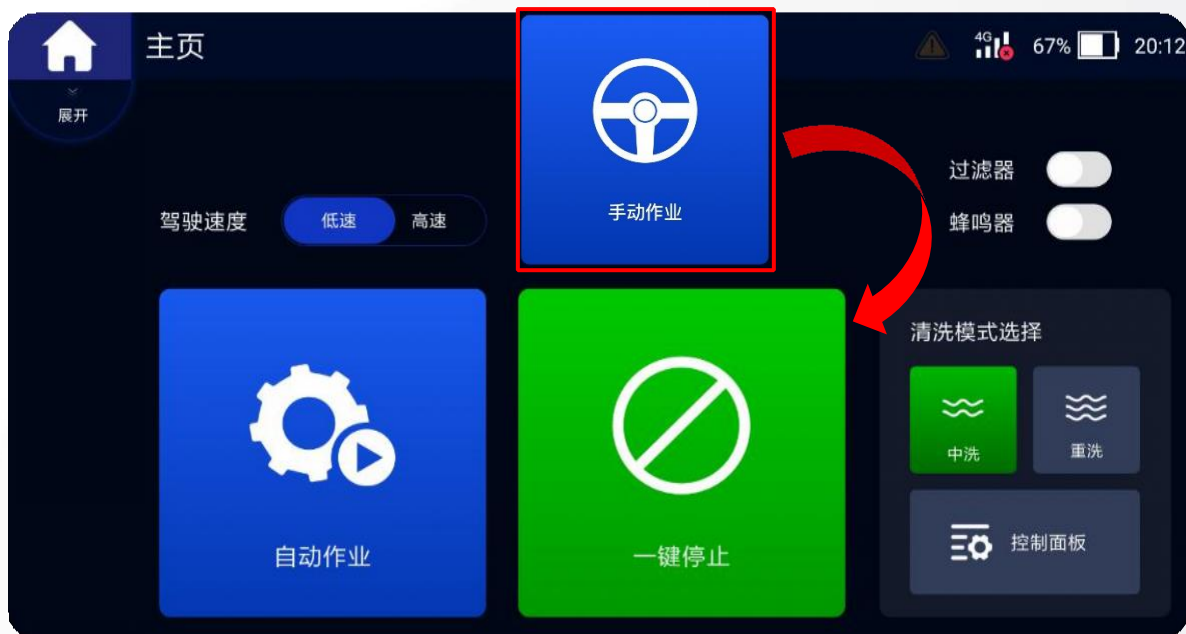 主页
4G
67%
20:12
展开
手动作业
过滤器
驾驶速度
低速
高速
蜂鸣器
清洗模式选择
中洗
重洗
自动作业
一键停止
控制面板